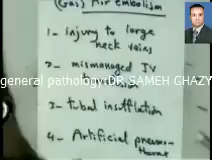 (Gas) Air embolism
1- injury to large
neck veins
2- mismanaged IV
general pathology:DR SAMEH GHAZY
3- tubal insufflation
4- Artificial pneumo-
thorax